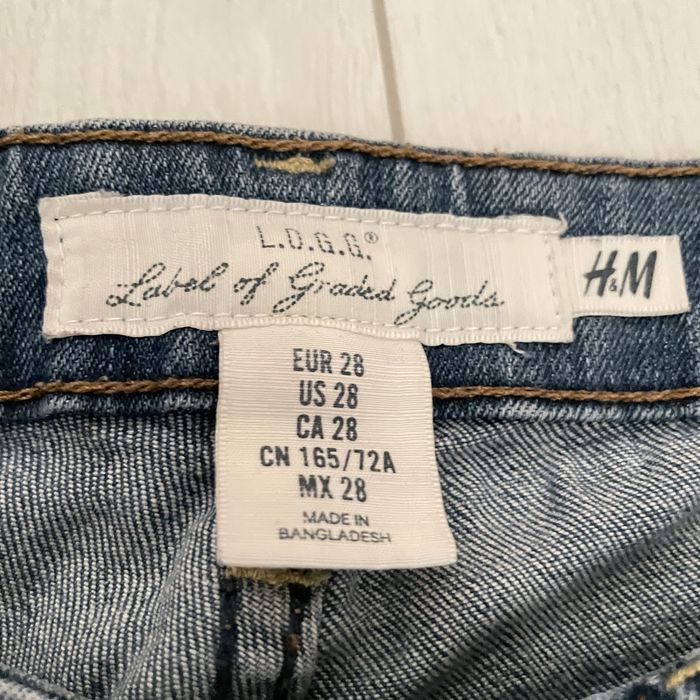 L.D.G.G.®
Label of Graded Goods
H&M
EUR 28
US 28
CA 28
CN 165/72A
MX 28
MADE IN
BANGLADESH